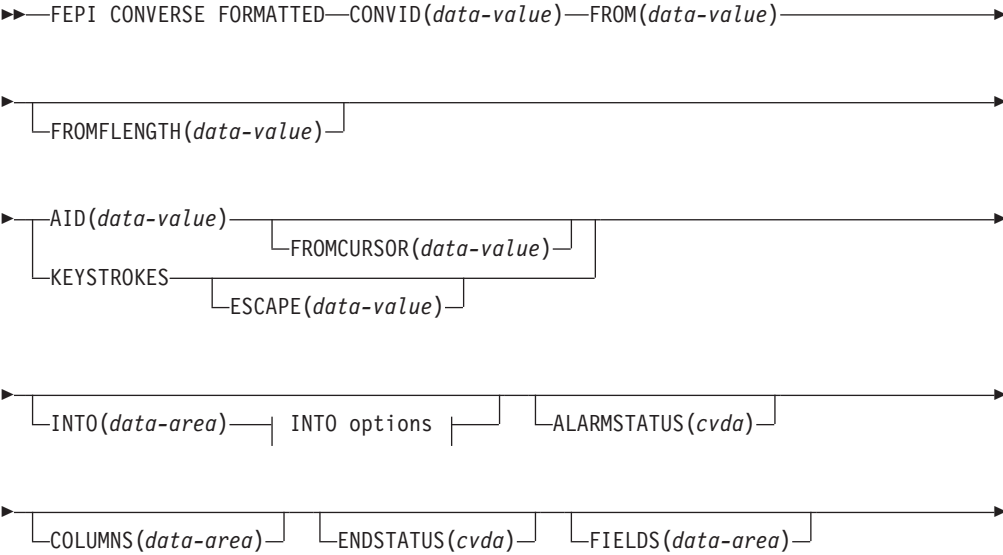 FEPI CONVERSE FORMATTED CONVID(data-value) FROM(data-value)
FROMFLENGTH(data-value)
AID(data-value)
FROMCURSOR(data-value)
KEYSTROKES
ESCAPE(data-value)
INTO(data-area) INTO options ALARMSTATUS(cvda)
COLUMNS(data-area) ENDSTATUS(cvda) FIELDS(data-area)